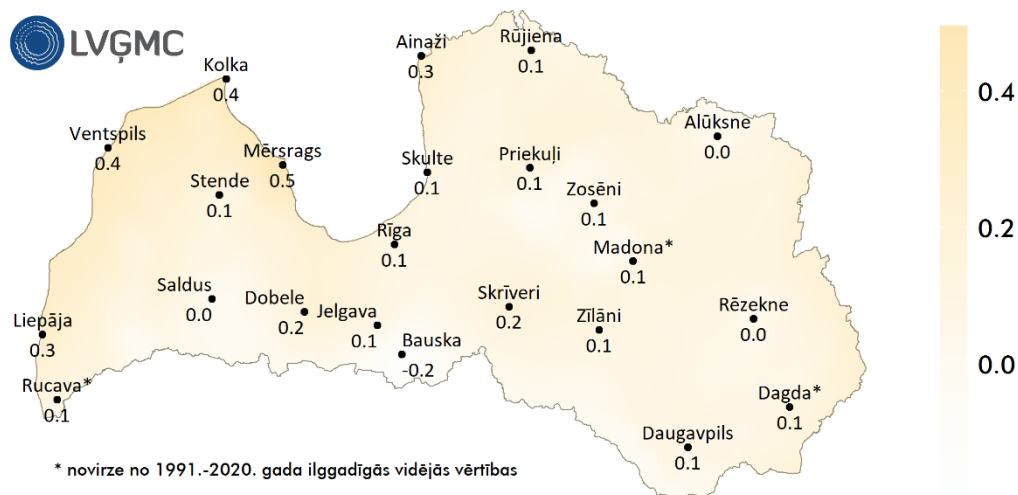 LVĢMC
Kolka
0.4
Ainaži
0.3
Rūjiena
0.1
0.4
Ventspils
0.4
Mērsrags
0.5
Stende
0.1
Skulte
0.1
Priekuļi
0.1
Alūksne
0.0
Zosēni
0.1
0.2
Rīga
0.1
Madona*
0.1
Saldus
0.0
Dobele
0.2
Jelgava
0.1
Skrīveri
0.2
Zīlāni
0.1
Rēzekne
0.0
Liepāja
0.3
Bauska
-0.2
0.0
Rucava*
0.1
Dagda*
0.1
Daugavpils
0.1
* novirze no 1991.-2020. gada ilggadīgās vidējās vērtības